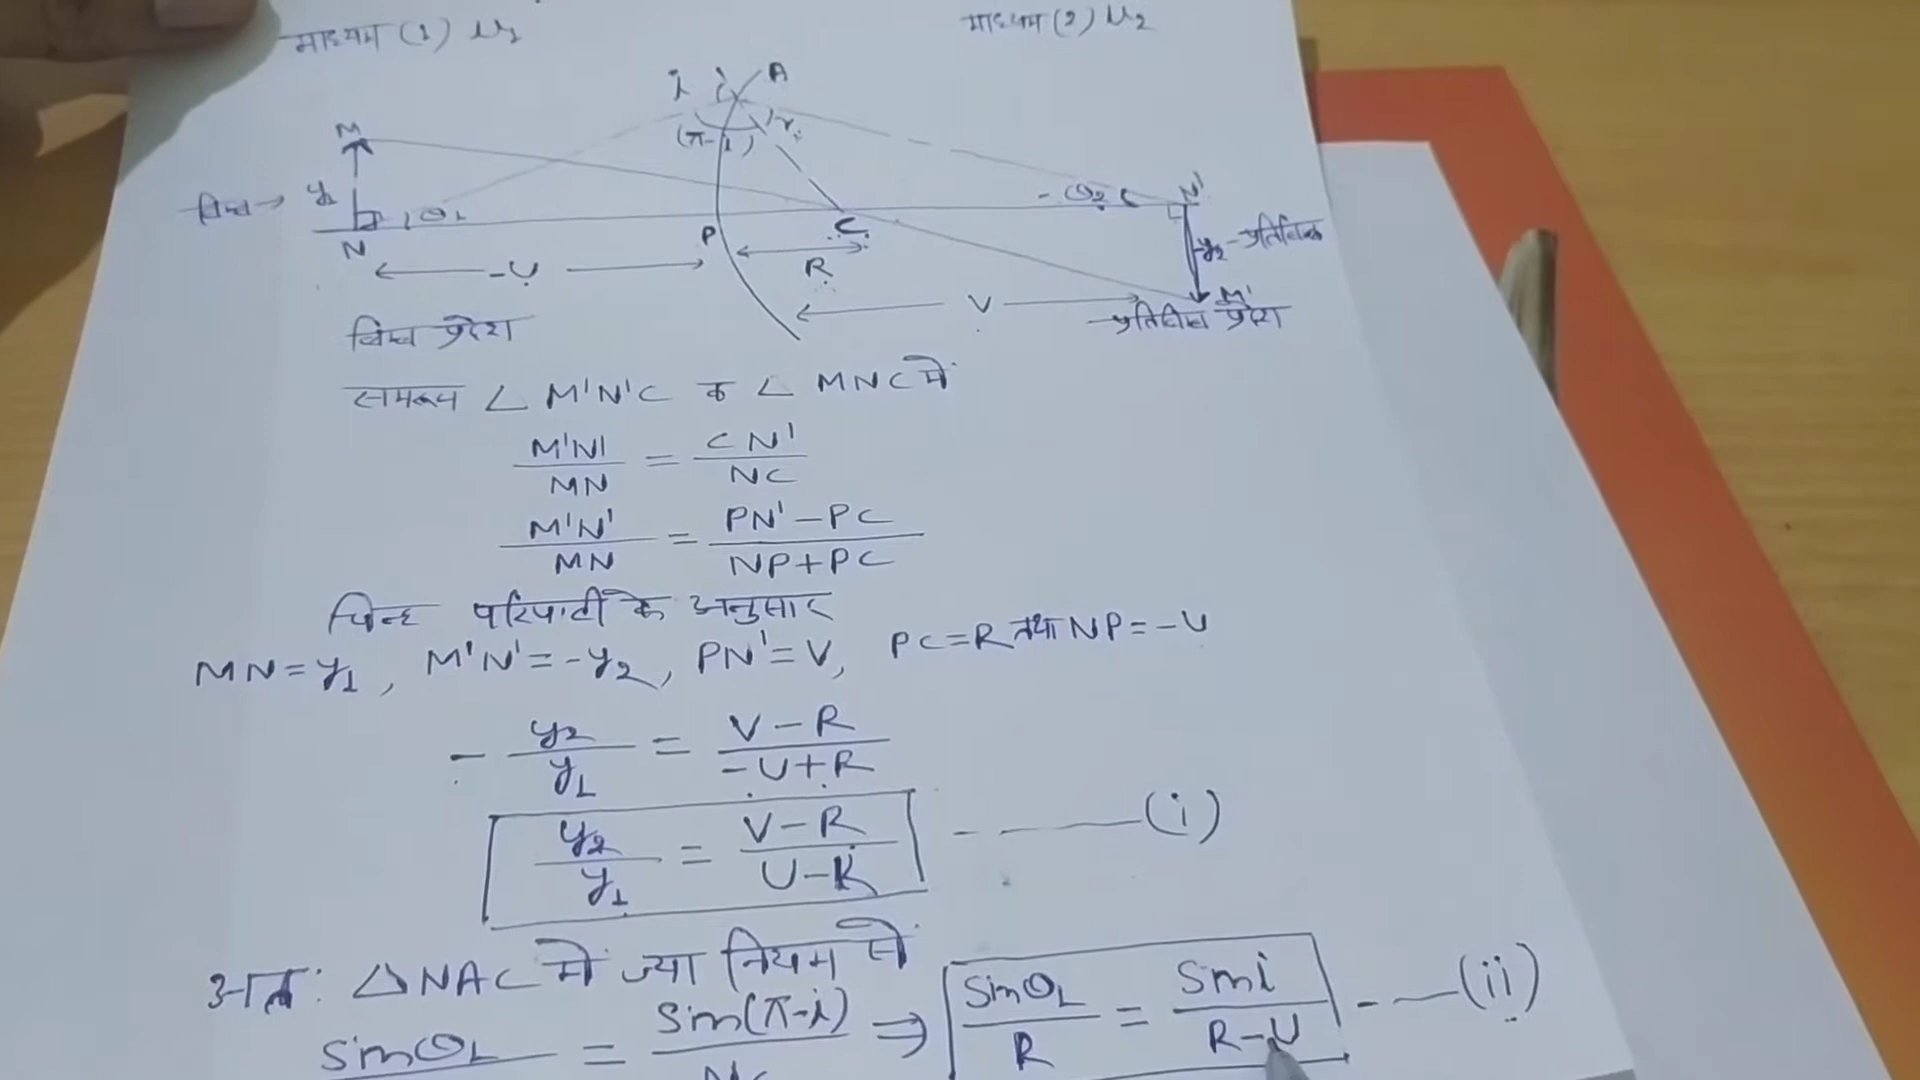 माध्यम (1) μ₁
माध्यम (2) μ₂
i i A
(π-i) r
M
बिम्ब → y₁ θ₁
N
P C
-θ₂ N'
-y₂ - प्रतिबिम्ब
M'
-U
R
V
बिम्ब प्रदेश
प्रतिबिम्ब प्रदेश
समरूप ∠ M'N'C व ∠ MNC में
M'N'/MN = CN'/NC
M'N'/MN = PN'-PC/NP+PC
चिन्ह परिपाटी के अनुसार
MN = y₁, M'N' = -y₂, PN' = V, PC = R तथा NP = -U
- y₂/y₁ = V-R/-U+R
y₂/y₁ = V-R/U-R --- (i)
अतः △NAC में ज्या नियम से
Sinθ₁ = Sin(π-i)/NC ⇒ Sinθ₁/R = Sini/R-U --- (ii)